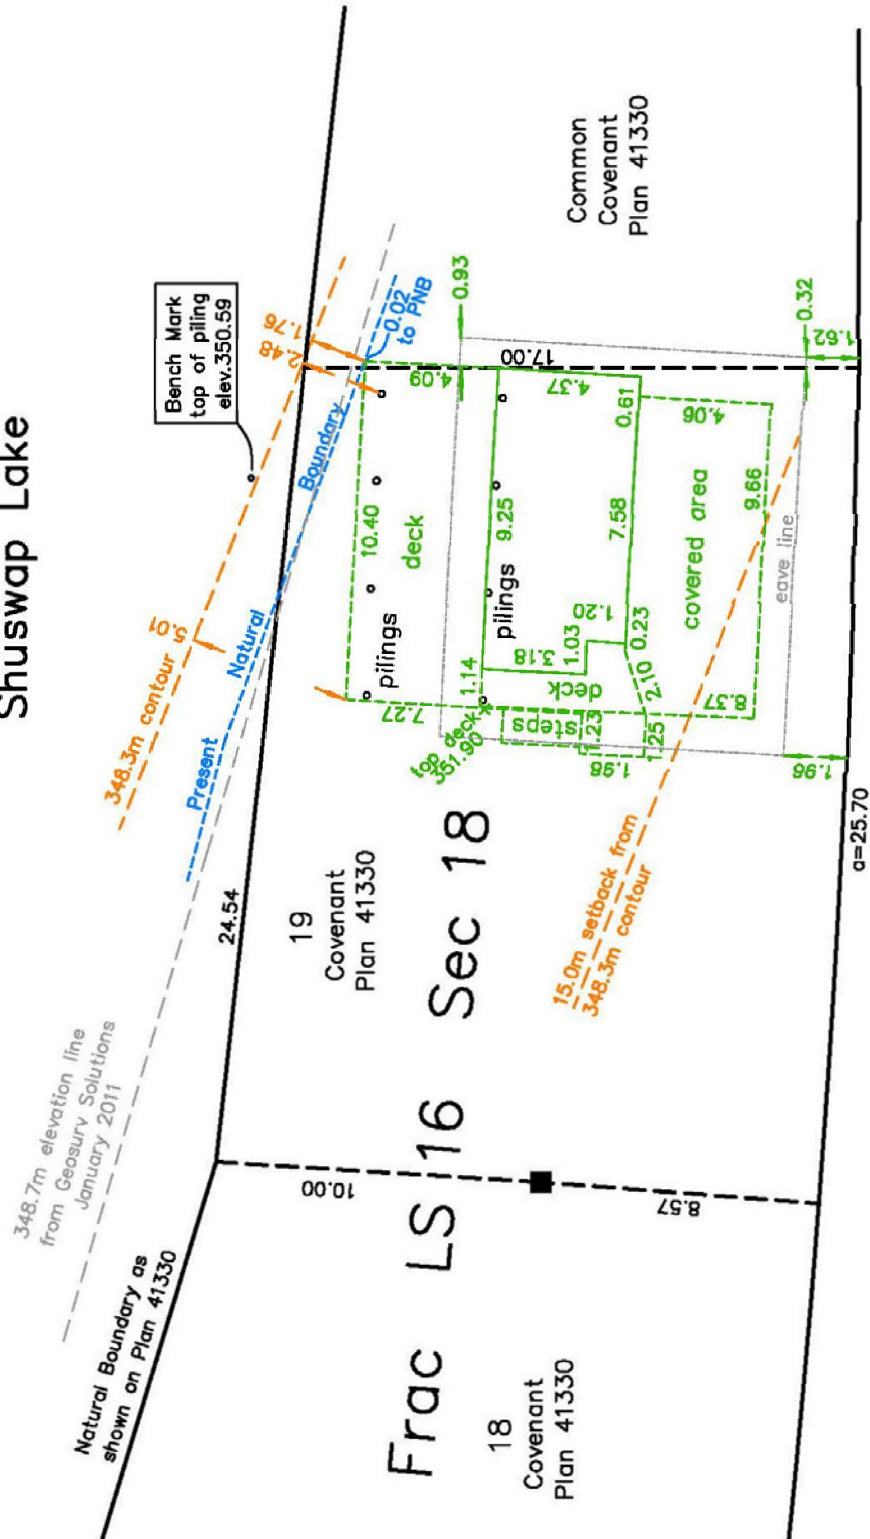 Shuswap Lake
Bench Mark
top of piling
elev.350.59
348.3m contour
5.01
2.48
1.76
Present
Natural
Boundary
0.02
to PNB
348.7m elevation line
from Geosurv Solutions
January 2011
Natural Boundary as
shown on Plan 41330
24.54
Common
Covenant
Plan 41330
0.93
17.00
4.09
10.40
deck
pilings
7.27
1.14
9.25
pilings
4.37
0.61
7.58
1.20
1.03
3.18
0.23
2.10
deck
steps
1.23
1.25
1.98
top deck
351.90
4.06
9.66
covered area
8.37
eave line
0.32
1.62
1.96
a=25.70
15.0m setback from
348.3m contour
19
Covenant
Plan 41330
Frac LS 16 Sec 18
10.00
8.57
18
Covenant
Plan 41330